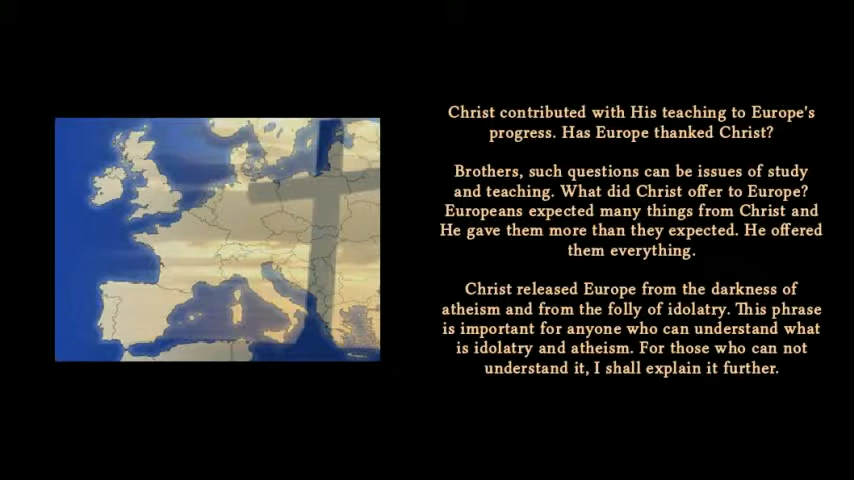 Christ contributed with His teaching to Europe's
progress. Has Europe thanked Christ?
Brothers, such questions can be issues of study
and teaching. What did Christ offer to Europe?
Europeans expected many things from Christ and
He gave them more than they expected. He offered
them everything.
Christ released Europe from the darkness of
atheism and from the folly of idolatry. This phrase
is important for anyone who can understand what
is idolatry and atheism. For those who can not
understand it, I shall explain it further.